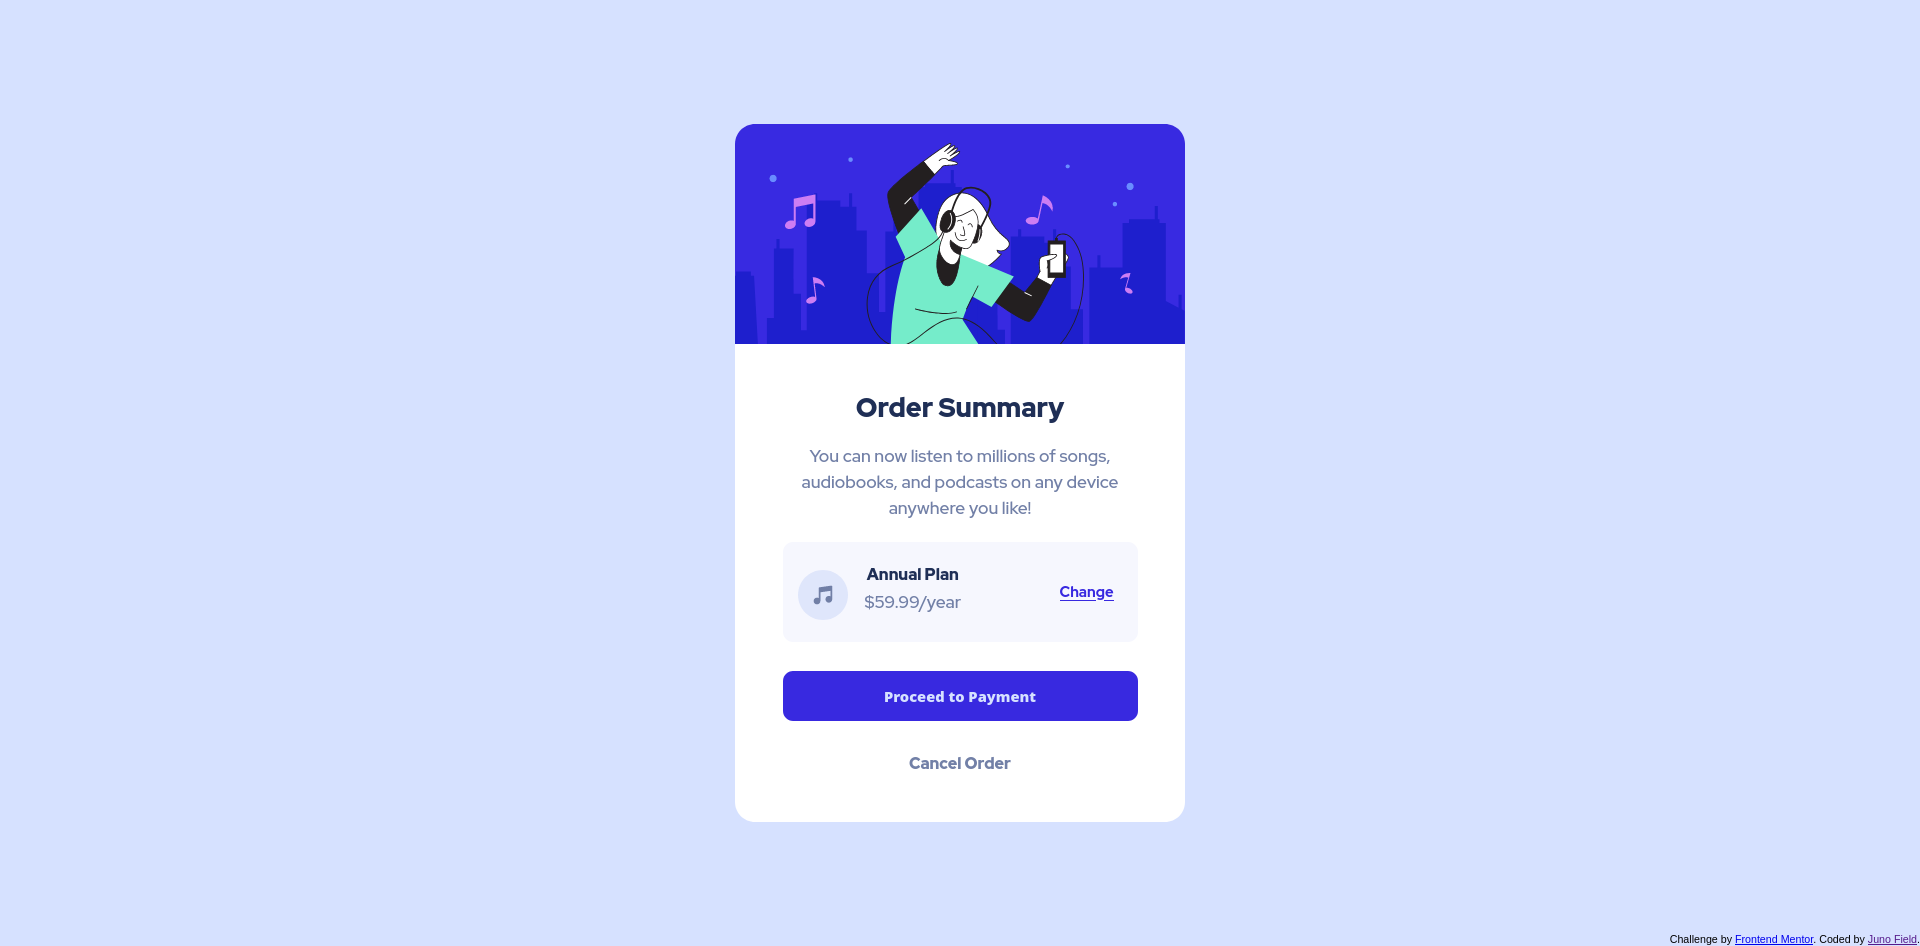 Order Summary
You can now listen to millions of songs,
audiobooks, and podcasts on any device
anywhere you like!
Annual Plan
$59.99/year
Change
Proceed to Payment
Cancel Order
Challenge by Frontend Mentor. Coded by Juno Field.